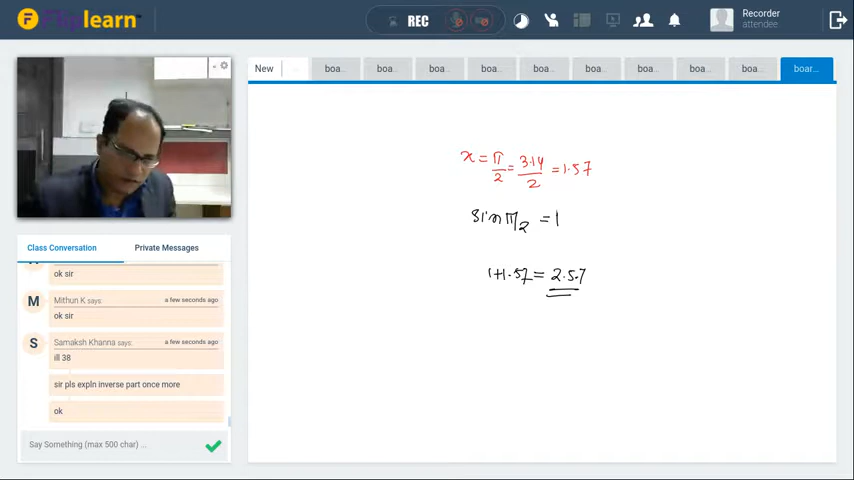 Fliplearn
REC
Recorder
attendee
New
boa...
boa...
boa...
boa...
boa...
boa...
boa...
boa...
boa...
boar...
x = π/2 = 3.14/2 = 1.57
sin π/2 = 1
1+1.57 = 2.57
Class Conversation
Private Messages
ok sir
M
Mithun K says:
a few seconds ago
ok sir
S
Samaksh Khanna says:
a few seconds ago
ill 38
sir pls expln inverse part once more
ok
Say Something (max 500 char) ...